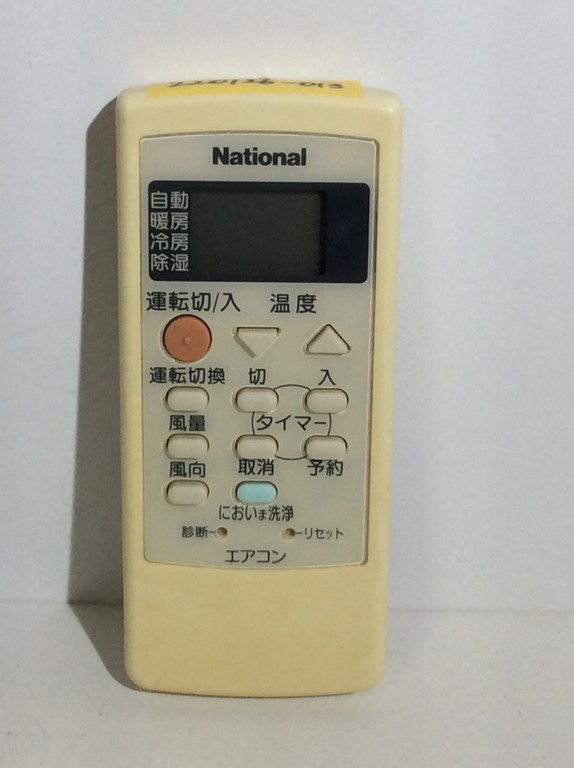 National
自動
暖房
冷房
除湿
運転切/入 温度
運転切換 切 入
風量 タイマー
風向 取消 予約
においま洗浄
診断 リセット
エアコン